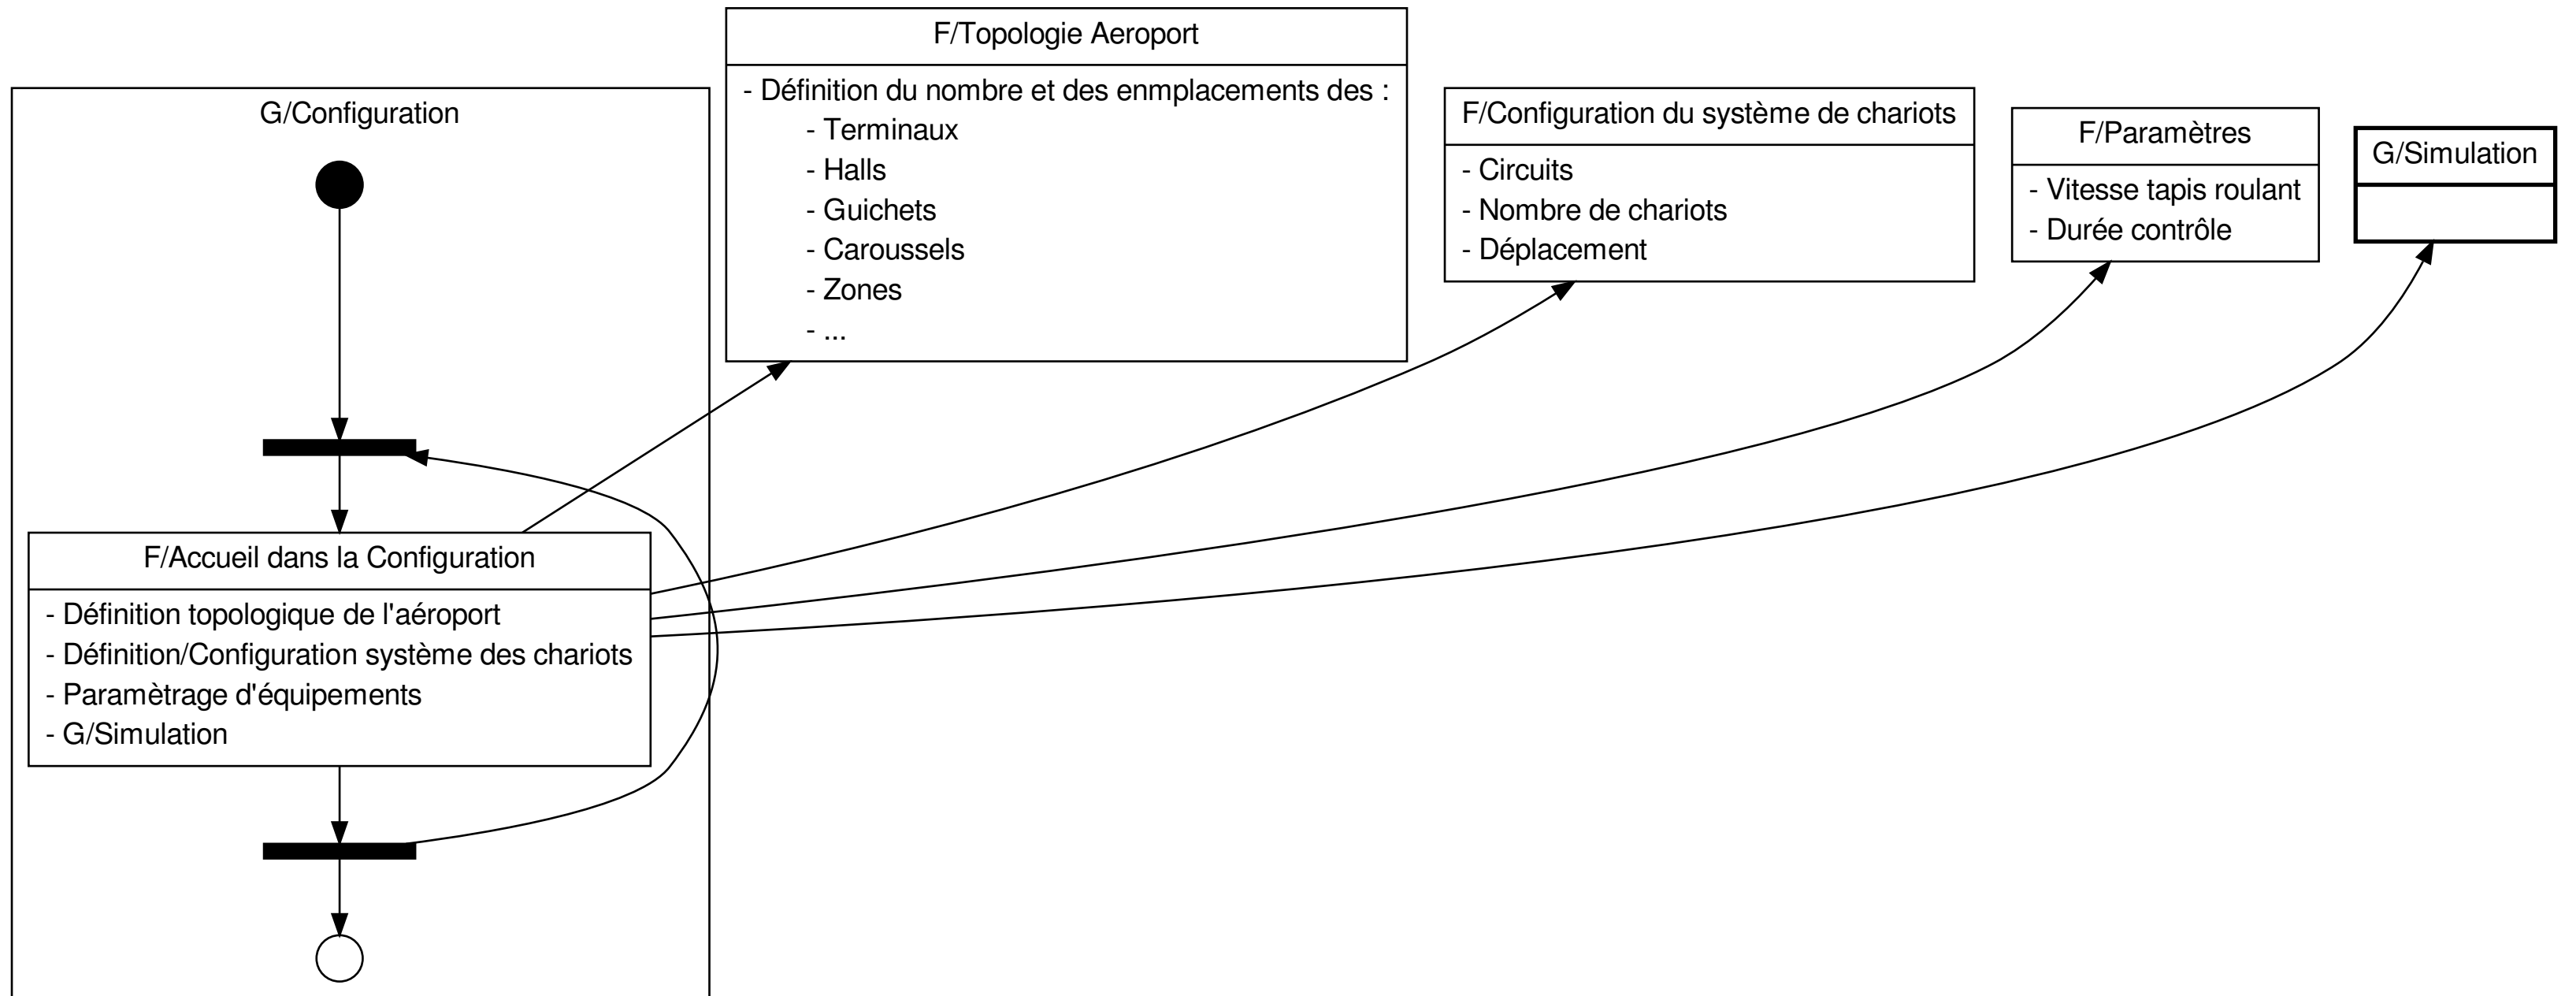 G/Configuration
F/Accueil dans la Configuration
- Définition topologique de l'aéroport
- Définition/Configuration système des chariots
- Paramètrage d'équipements
- G/Simulation
F/Topologie Aeroport
- Définition du nombre et des enmplacements des :
- Terminaux
- Halls
- Guichets
- Caroussels
- Zones
- ...
F/Configuration du système de chariots
- Circuits
- Nombre de chariots
- Déplacement
F/Paramètres
- Vitesse tapis roulant
- Durée contrôle
G/Simulation